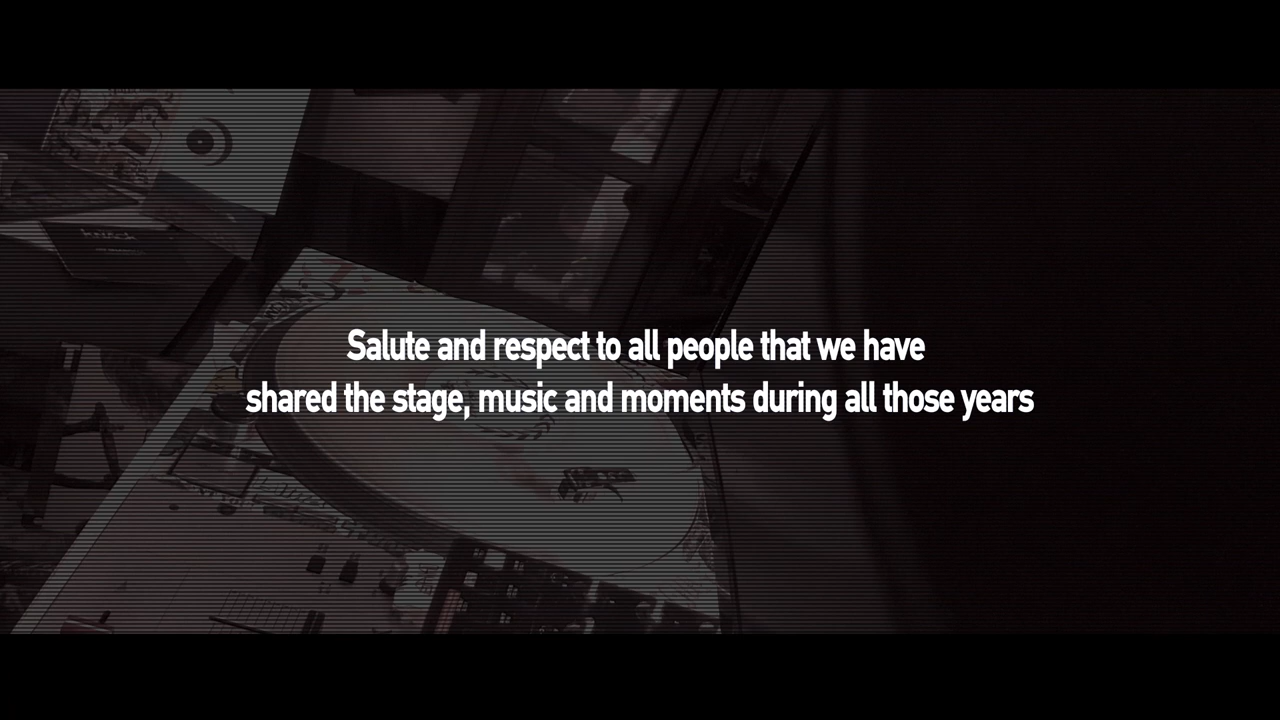 Salute and respect to all people that we have
shared the stage, music and moments during all those years